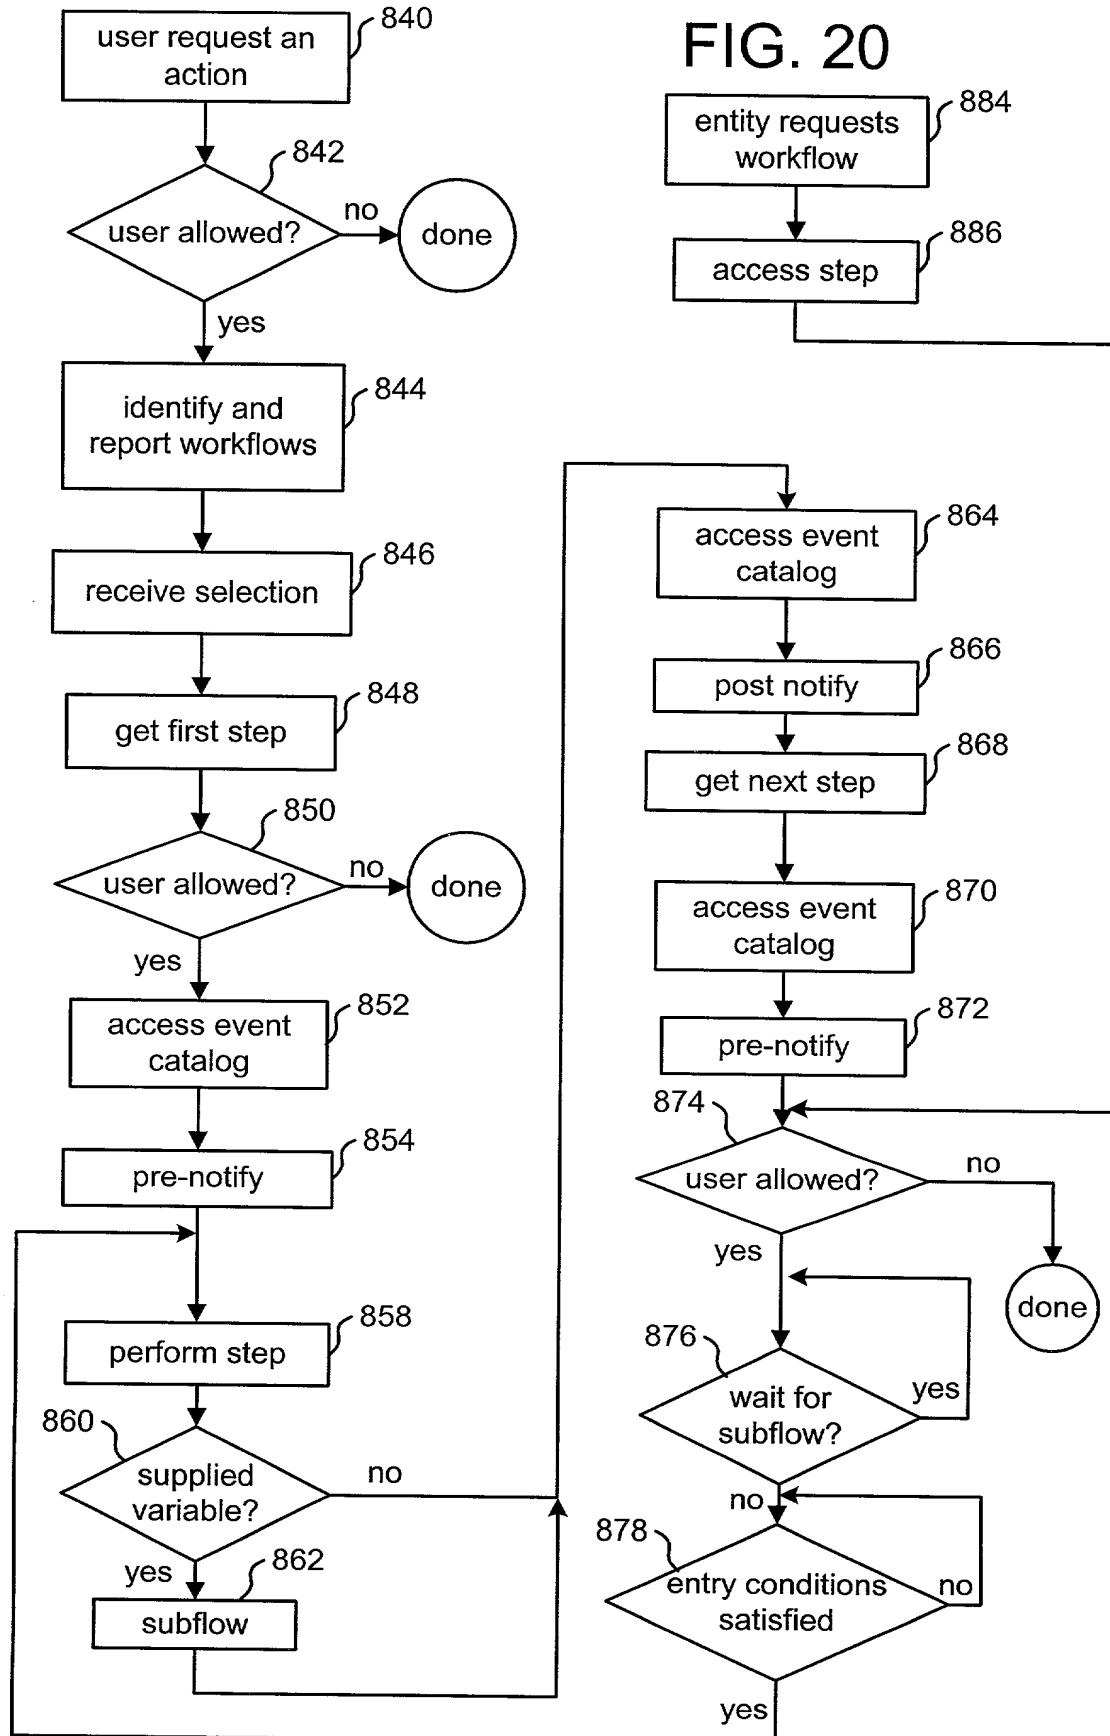 FIG. 20
840
user request an
action
842
user allowed?
no
done
yes
844
identify and
report workflows
846
receive selection
848
get first step
850
user allowed?
no
done
yes
852
access event
catalog
854
pre-notify
858
perform step
860
supplied
variable?
no
yes
862
subflow
884
entity requests
workflow
886
access step
864
access event
catalog
866
post notify
868
get next step
870
access event
catalog
872
pre-notify
874
user allowed?
no
done
yes
876
wait for
subflow?
yes
no
878
entry conditions
satisfied
no
yes